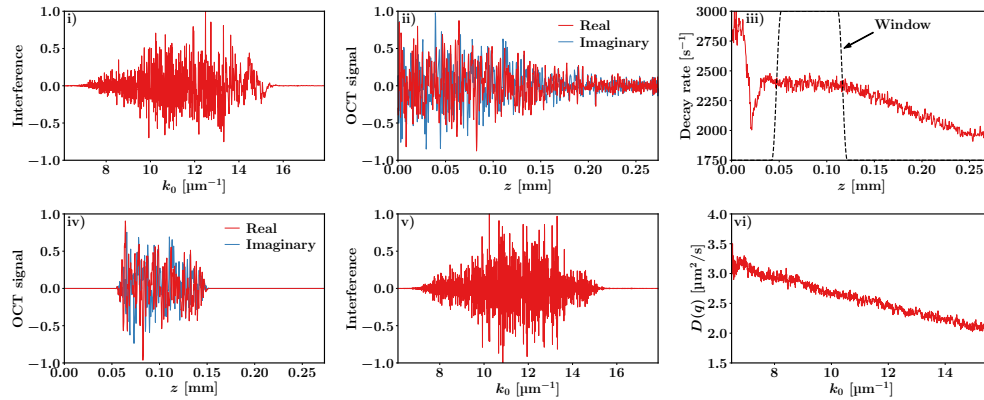 i)
1.0
0.5
0.0
−0.5
−1.0
Interference
8 10 12 14 16
k₀ [µm⁻¹]
ii)
1.0
0.5
0.0
−0.5
−1.0
OCT signal
Real
Imaginary
0.00 0.05 0.10 0.15 0.20 0.25
z [mm]
iii)
3000
2750
2500
2250
2000
1750
Decay rate [s⁻¹]
Window
0.00 0.05 0.10 0.15 0.20 0.25
z [mm]
iv)
1.0
0.5
0.0
−0.5
−1.0
OCT signal
Real
Imaginary
0.00 0.05 0.10 0.15 0.20 0.25
z [mm]
v)
1.0
0.5
0.0
−0.5
−1.0
Interference
8 10 12 14 16
k₀ [µm⁻¹]
vi)
4.0
3.5
3.0
2.5
2.0
1.5
D(q) [µm²/s]
8 10 12 14
k₀ [µm⁻¹]